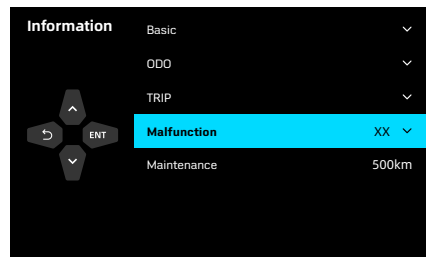 Information
Basic
ODO
TRIP
ENT
Malfunction XX
Maintenance 500km